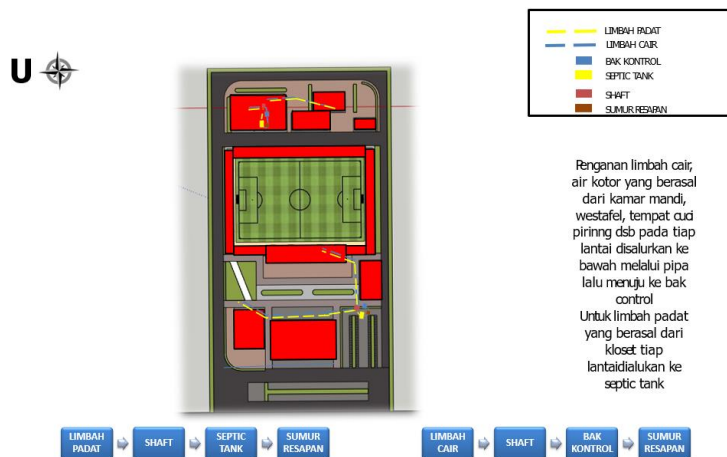 U
LIMBAH PADAT
LIMBAH CAIR
BAK KONTROL
SEPTIC TANK
SHAFT
SUMUR RESAPAN
Penganan limbah cair,
air kotor yang berasal
dari kamar mandi,
westafel, tempat cuci
pirinng dsb pada tiap
lantai disalurkan ke
bawah melalui pipa
lalu menuju ke bak
control
Untuk limbah padat
yang berasal dari
kloset tiap
lantaidialukan ke
septic tank
LIMBAH
PADAT
SHAFT
SEPTIC
TANK
SUMUR
RESAPAN
LIMBAH
CAIR
SHAFT
BAK
KONTROL
SUMUR
RESAPAN